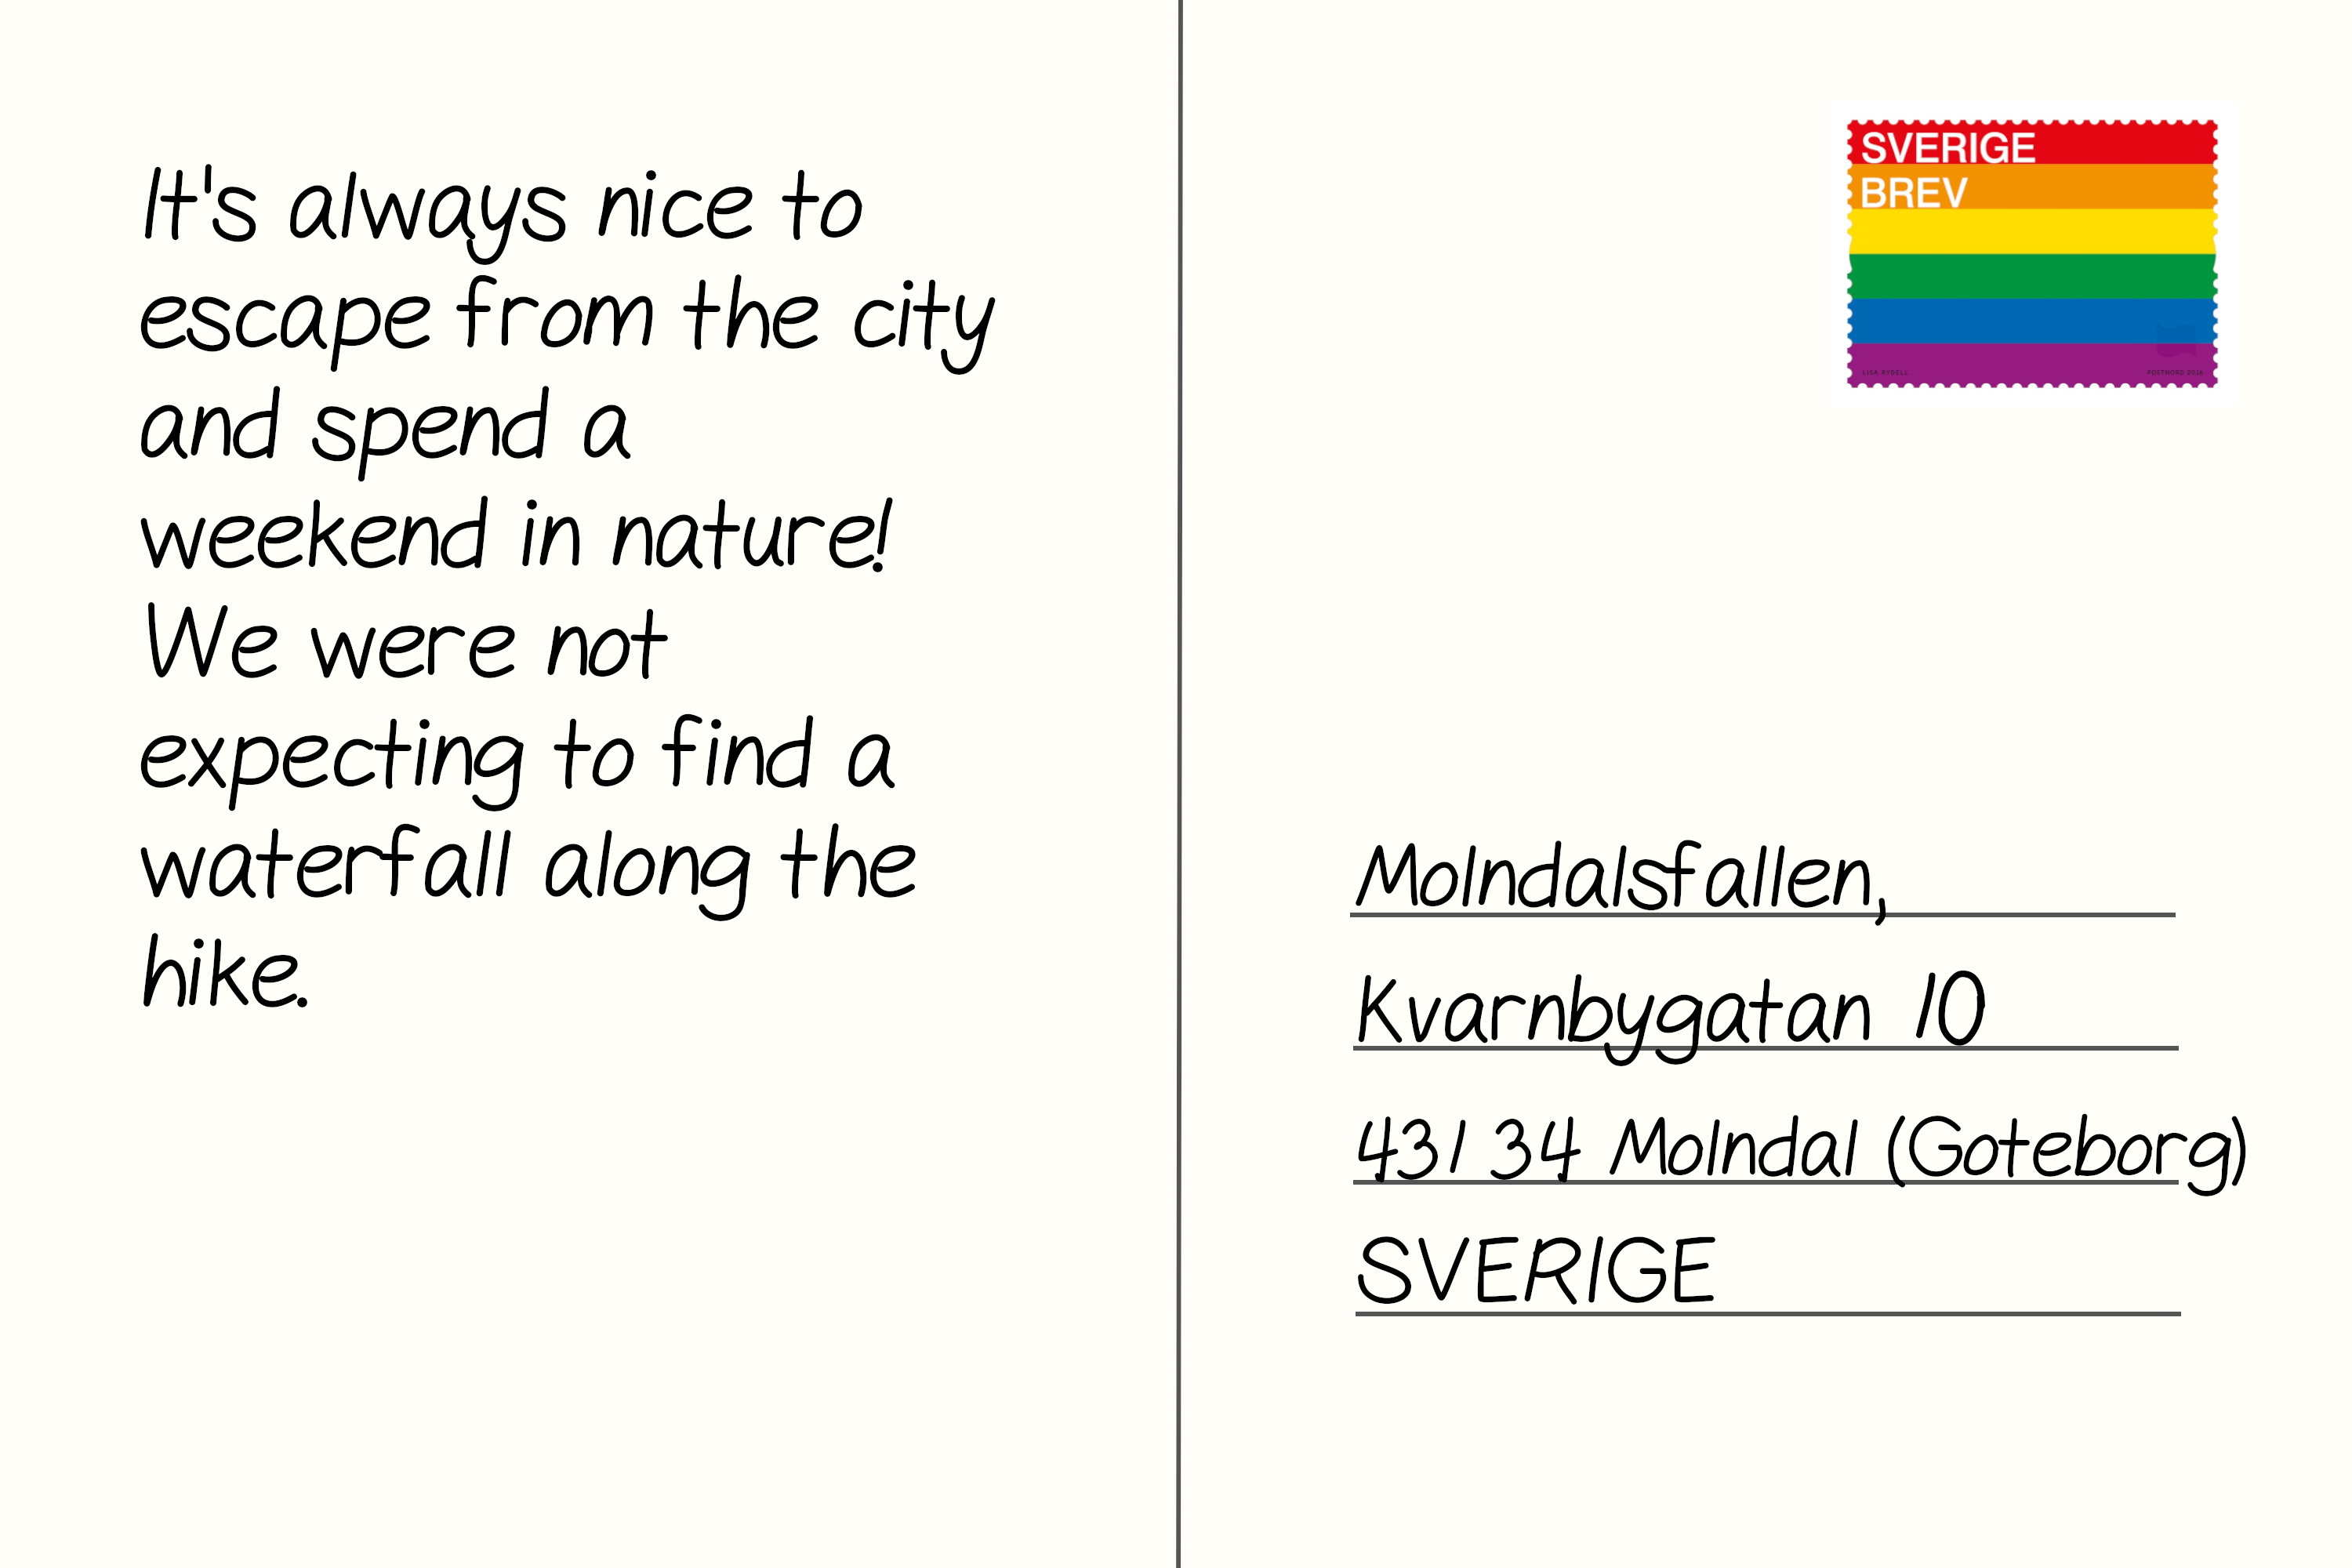 It's always nice to
escape from the city
and spend a
weekend in nature!
We were not
expecting to find a
waterfall along the
hike.
SVERIGE
BREV
LISA RYDELL
POSTNORD 2016
Molndalsfallen,
Kvarnbygatan 10
431 34 Molndal (Goteborg)
SVERIGE